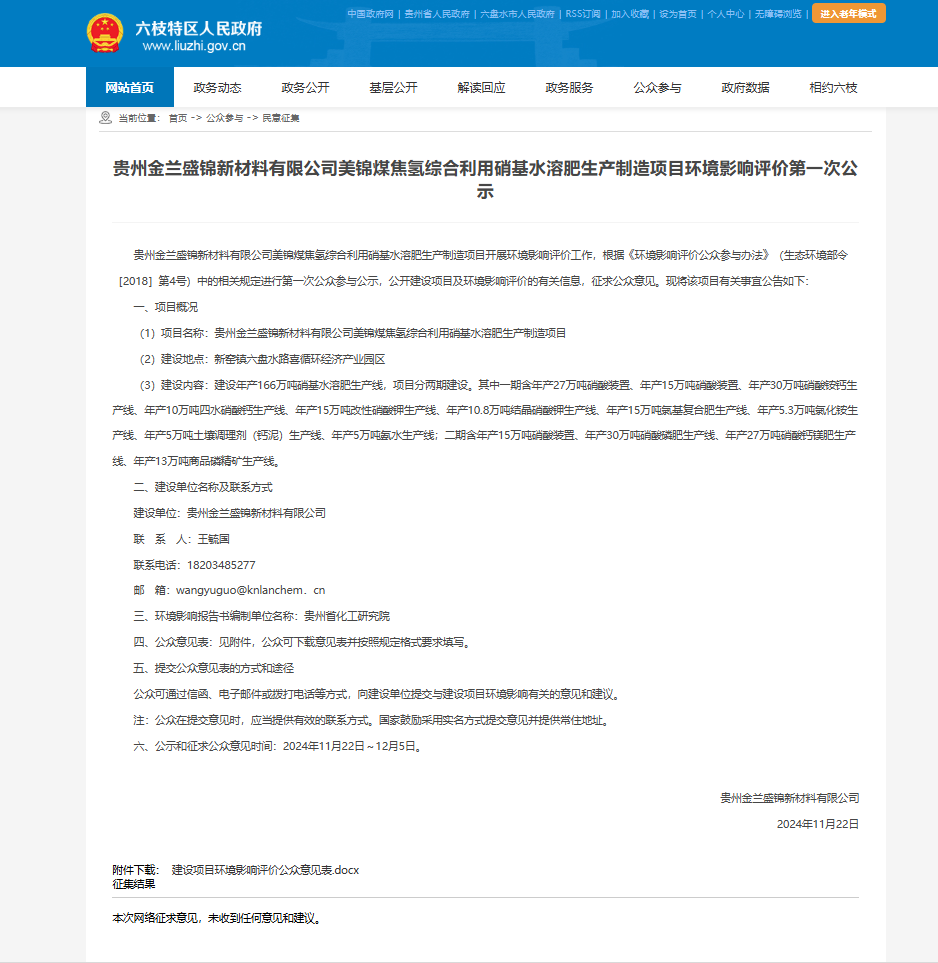 中国政府网 | 贵州省人民政府 | 六盘水市人民政府 | RSS订阅 | 加入收藏 | 设为首页 | 个人中心 | 无障碍浏览 | 进入老年模式
六枝特区人民政府
www.liuzhi.gov.cn
网站首页 政务动态 政务公开 基层公开 解读回应 政务服务 公众参与 政府数据 相约六枝
当前位置： 首页 -> 公众参与 -> 民意征集
贵州金兰盛锦新材料有限公司美锦煤焦氢综合利用硝基水溶肥生产制造项目环境影响评价第一次公
示
贵州金兰盛锦新材料有限公司美锦煤焦氢综合利用硝基水溶肥生产制造项目开展环境影响评价工作，根据《环境影响评价公众参与办法》（生态环境部令
［2018］第4号）中的相关规定进行第一次公众参与公示，公开建设项目及环境影响评价的有关信息，征求公众意见。现将该项目有关事宜公告如下：
一、项目概况
（1）项目名称：贵州金兰盛锦新材料有限公司美锦煤焦氢综合利用硝基水溶肥生产制造项目
（2）建设地点：新窑镇六盘水路喜循环经济产业园区
（3）建设内容：建设年产166万吨硝基水溶肥生产线，项目分两期建设。其中一期含年产27万吨硝酸装置、年产15万吨硝酸装置、年产30万吨硝酸铵钙生
产线、年产10万吨四水硝酸钙生产线、年产15万吨改性硝酸钾生产线、年产10.8万吨结晶硝酸钾生产线、年产15万吨氨基复合肥生产线、年产5.3万吨氯化铵生
产线、年产5万吨土壤调理剂（钙泥）生产线、年产5万吨氨水生产线；二期含年产15万吨硝酸装置、年产30万吨硝酸磷肥生产线、年产27万吨硝酸钙镁肥生产
线、年产13万吨商品磷精矿生产线。
二、建设单位名称及联系方式
建设单位：贵州金兰盛锦新材料有限公司
联　系　人：王毓国
联系电话：18203485277
邮　箱：wangyuguo@knlanchem．cn
三、环境影响报告书编制单位名称：贵州省化工研究院
四、公众意见表：见附件，公众可下载意见表并按照规定格式要求填写。
五、提交公众意见表的方式和途径
公众可通过信函、电子邮件或拨打电话等方式，向建设单位提交与建设项目环境影响有关的意见和建议。
注：公众在提交意见时，应当提供有效的联系方式。国家鼓励采用实名方式提交意见并提供常住地址。
六、公示和征求公众意见时间：2024年11月22日～12月5日。
贵州金兰盛锦新材料有限公司
2024年11月22日
附件下载： 建设项目环境影响评价公众意见表.docx
征集结果
本次网络征求意见，未收到任何意见和建议。